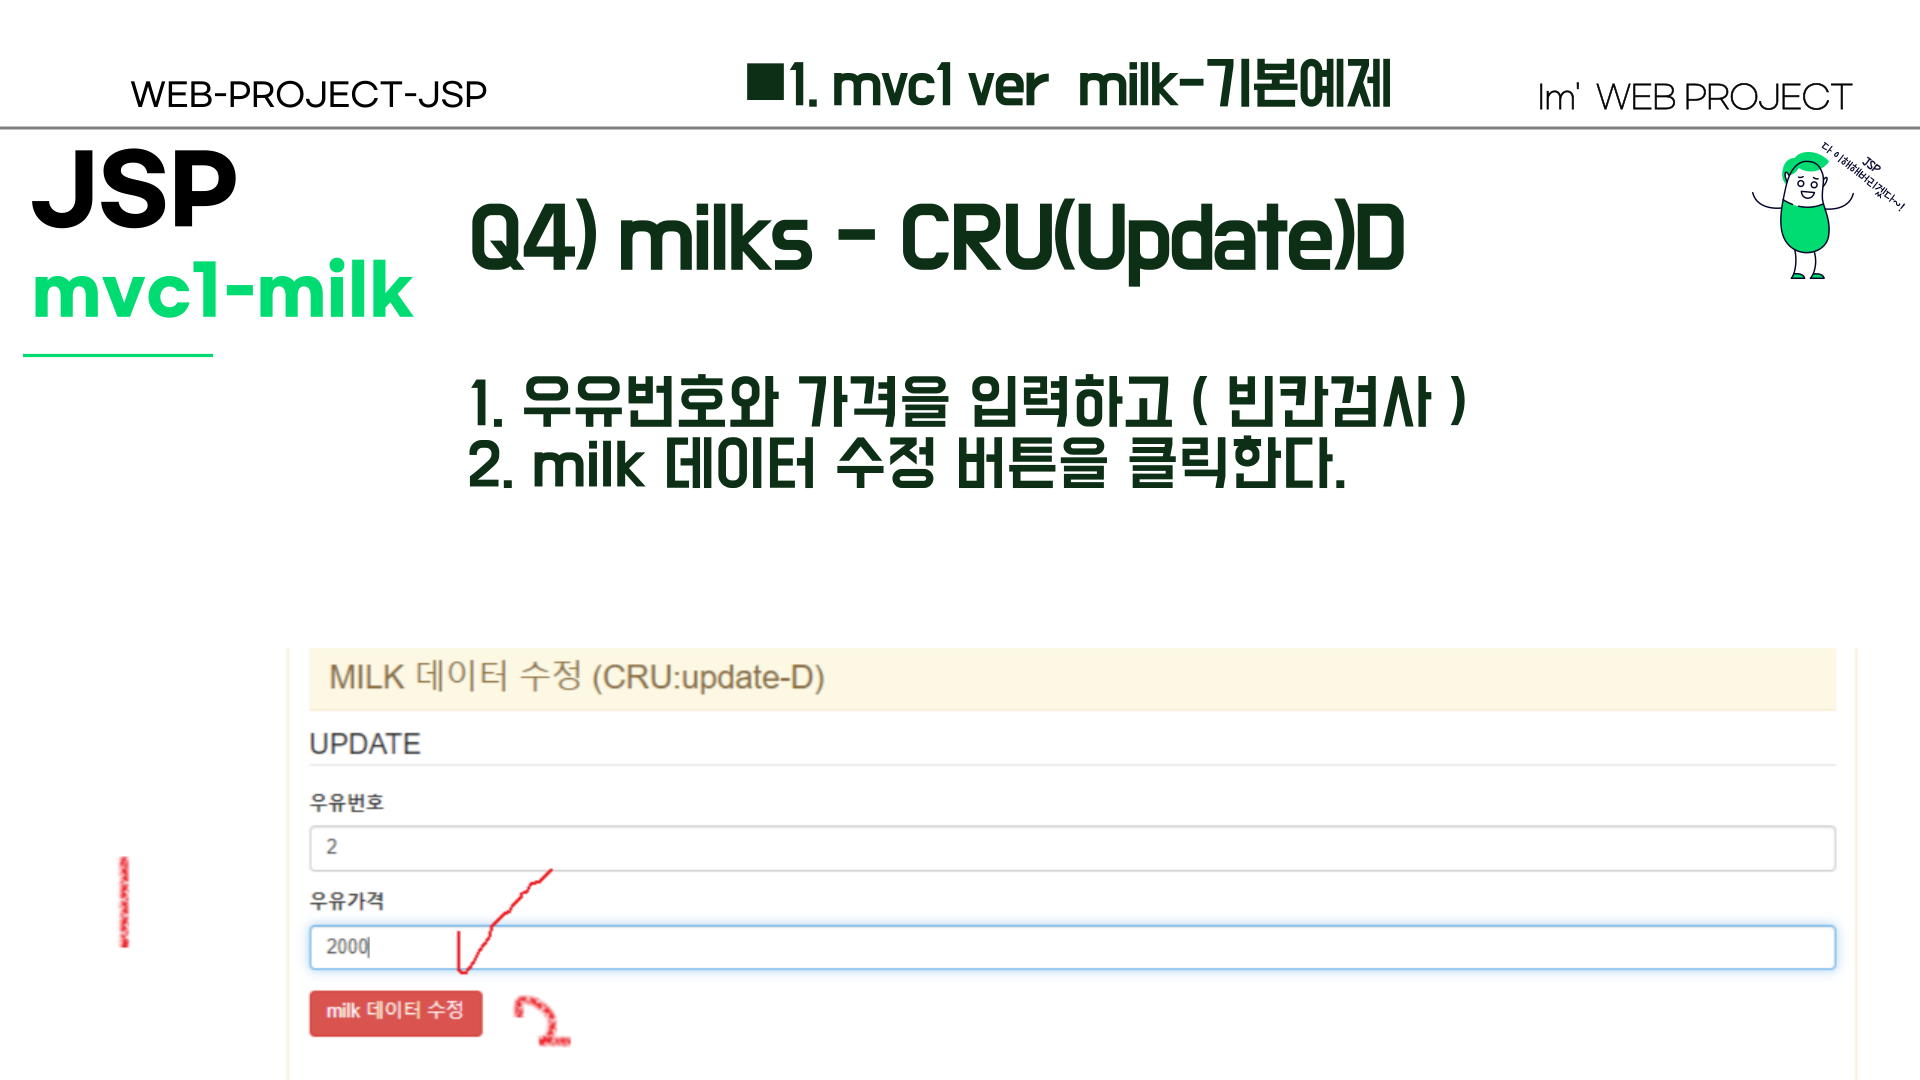 WEB-PROJECT-JSP
■1. mvc1 ver milk-기본예제
Im' WEB PROJECT
JSP
mvc1-milk
JSP
다 이해해버리겠다~!
Q4) milks - CRU(Update)D
1. 우유번호와 가격을 입력하고 ( 빈칸검사 )
2. milk 데이터 수정 버튼을 클릭한다.
MILK 데이터 수정 (CRU:update-D)
UPDATE
우유번호
2
우유가격
2000
1
milk 데이터 수정
2